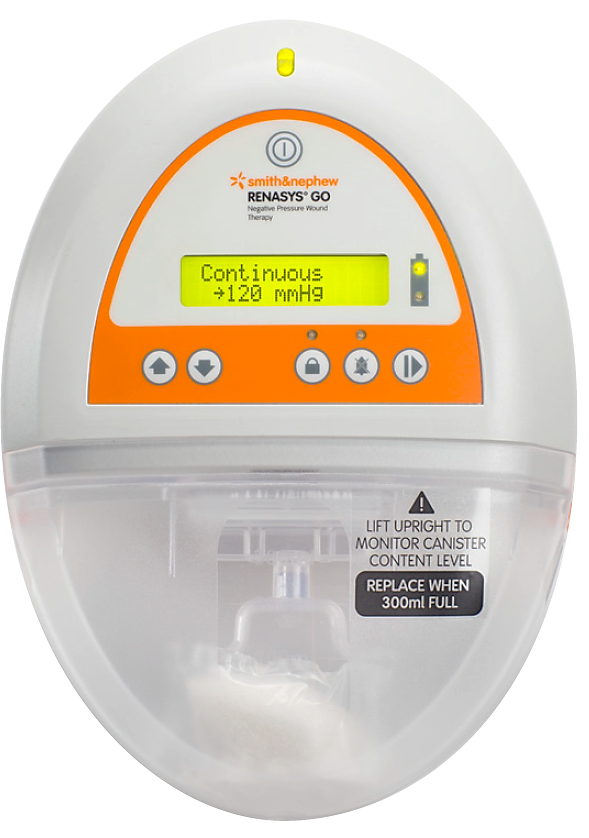 smith&nephew
RENASYS® GO
Negative Pressure Wound
Therapy
Continuous
→120 mmHg
LIFT UPRIGHT TO
MONITOR CANISTER
CONTENT LEVEL
REPLACE WHEN
300ml FULL